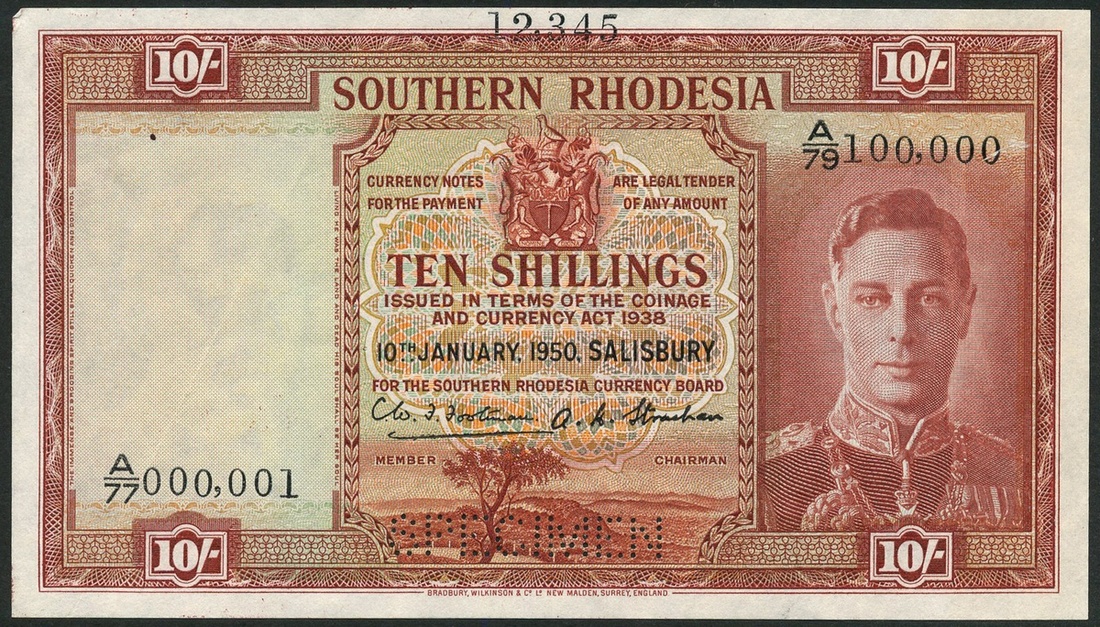 12,345
10/-
10/-
SOUTHERN RHODESIA
A/79 100,000
CURRENCY NOTES ARE LEGAL TENDER
FOR THE PAYMENT OF ANY AMOUNT
TEN SHILLINGS
ISSUED IN TERMS OF THE COINAGE
AND CURRENCY ACT 1938
10TH JANUARY, 1950, SALISBURY
FOR THE SOUTHERN RHODESIA CURRENCY BOARD
MEMBER CHAIRMAN
A/77 000,001
SPECIMEN
10/-
10/-
BRADBURY, WILKINSON & Co. Ld. NEW MALDEN, SURREY, ENGLAND